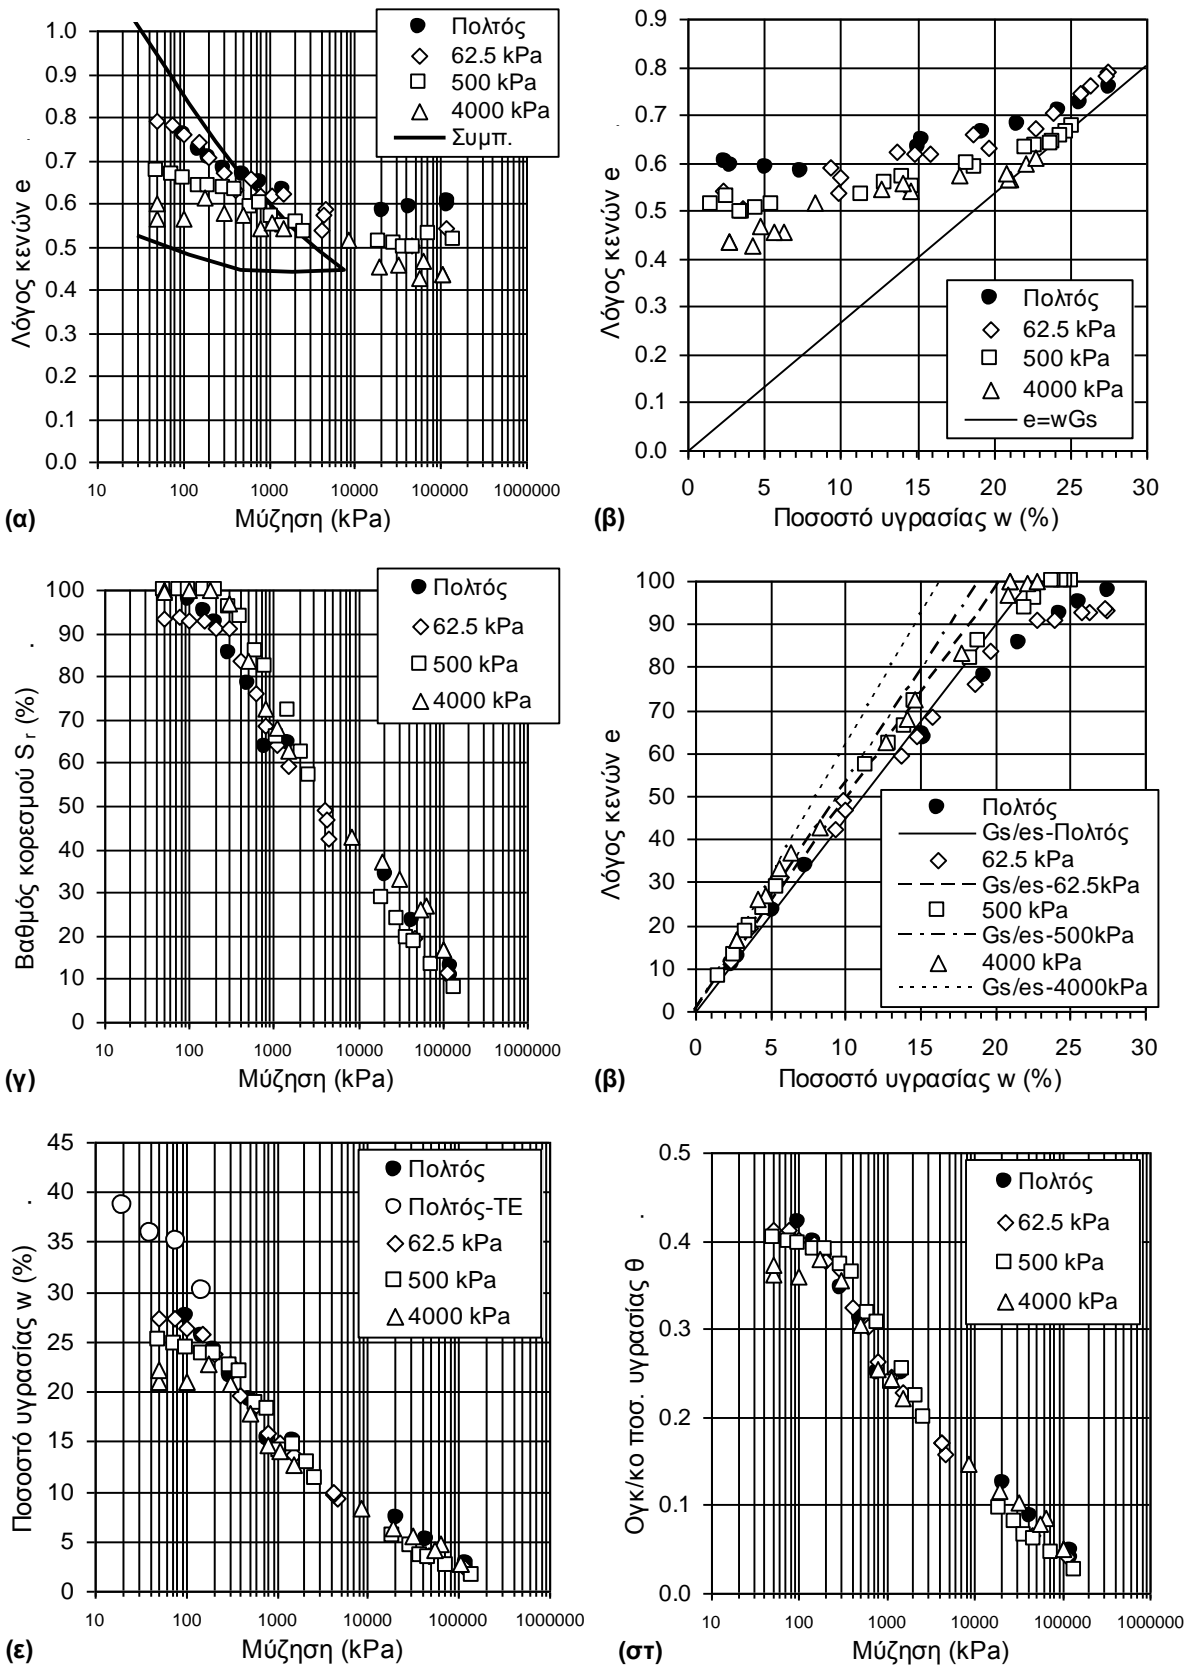 Πολτός
62.5 kPa
500 kPa
4000 kPa
Συμπ.
1.0
0.9
0.8
0.7
0.6
0.5
0.4
0.3
0.2
0.1
0.0
Λόγος κενών e
10 100 1000 10000 100000 1000000
Μύζηση (kPa)
(α)
0.9
0.8
0.7
0.6
0.5
0.4
0.3
0.2
0.1
0.0
Λόγος κενών e
Πολτός
62.5 kPa
500 kPa
4000 kPa
e=wGs
0 5 10 15 20 25 30
Ποσοστό υγρασίας w (%)
(β)
100
90
80
70
60
50
40
30
20
10
0
Βαθμός κορεσμού S r (%)
Πολτός
62.5 kPa
500 kPa
4000 kPa
10 100 1000 10000 100000 1000000
Μύζηση (kPa)
(γ)
100
90
80
70
60
50
40
30
20
10
0
Λόγος κενών e
Πολτός
Gs/es-Πολτός
62.5 kPa
Gs/es-62.5kPa
500 kPa
Gs/es-500kPa
4000 kPa
Gs/es-4000kPa
0 5 10 15 20 25 30
Ποσοστό υγρασίας w (%)
(β)
45
40
35
30
25
20
15
10
5
0
Ποσοστό υγρασίας w (%)
Πολτός
Πολτός-ΤΕ
62.5 kPa
500 kPa
4000 kPa
10 100 1000 10000 100000 1000000
Μύζηση (kPa)
(ε)
0.5
0.4
0.3
0.2
0.1
0.0
Ογκ/κο ποσ. υγρασίας θ
Πολτός
62.5 kPa
500 kPa
4000 kPa
10 100 1000 10000 100000 1000000
Μύζηση (kPa)
(στ)